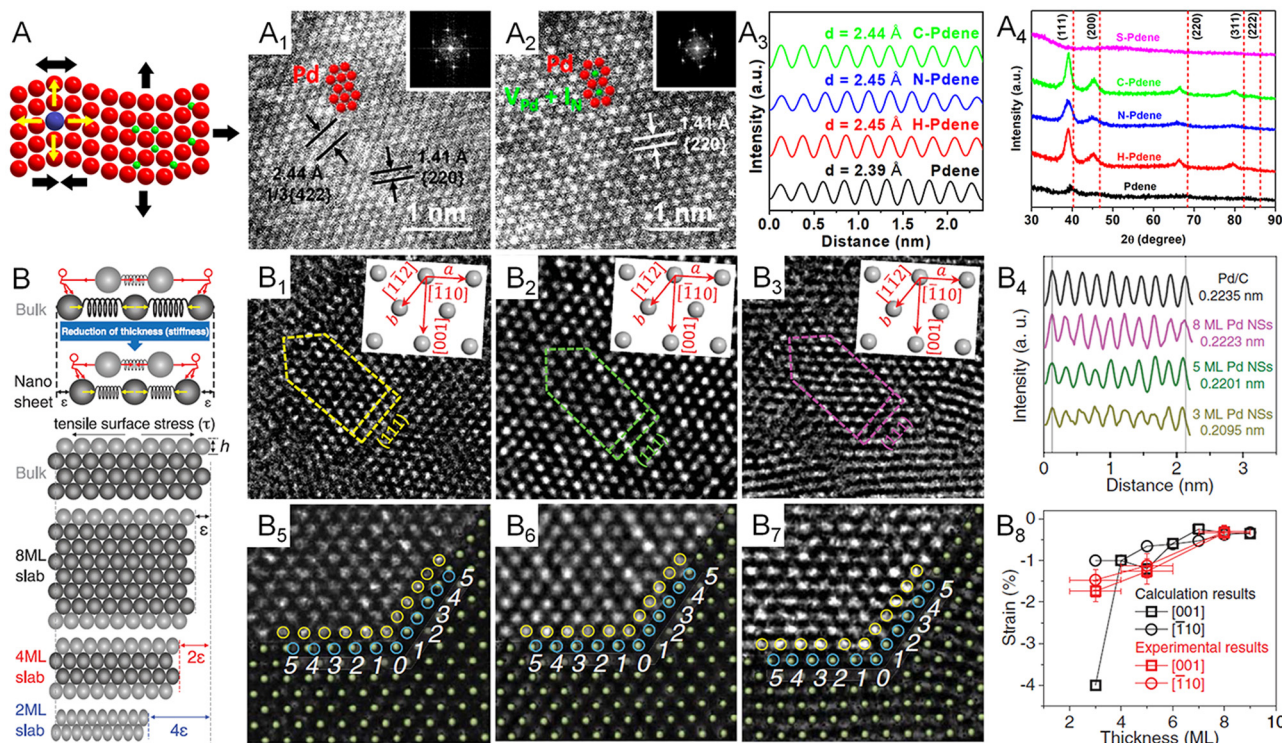 A
A1
Pd
2.44 Å
1/3{422}
1.41 Å
{220}
1 nm
A2
Pd
VPd + IN
1.41 Å
{220}
1 nm
A3
Intensity (a.u.)
d = 2.44 Å C-Pdene
d = 2.45 Å N-Pdene
d = 2.45 Å H-Pdene
d = 2.39 Å Pdene
0.0 0.5 1.0 1.5 2.0
Distance (nm)
A4
Intensity (a.u.)
(111) (200) (220) (311) (222)
S-Pdene
C-Pdene
N-Pdene
H-Pdene
Pdene
30 40 50 60 70 80 90
2θ (degree)
B
Bulk
Reduction of thickness (stiffness)
Nano
sheet
ε ε
tensile surface stress (τ)
h
Bulk
ε
8ML
slab
4ML
slab
2ε
2ML
slab
4ε
B1
[1̄1̄2] a
[1̄10]
b
[001]
(111)
B2
[1̄1̄2] a
[1̄10]
b
[001]
B3
[1̄1̄2] a
[1̄10]
b
[001]
B4
Intensity (a. u.)
Pd/C
0.2235 nm
8 ML Pd NSs
0.2223 nm
5 ML Pd NSs
0.2201 nm
3 ML Pd NSs
0.2095 nm
0 1 2 3
Distance (nm)
B5
5 4 3 2 1 0 1 2 3 4 5
B6
5 4 3 2 1 0 1 2 3 4 5
B7
5 4 3 2 1 0 1 2 3 4 5
B8
Strain (%)
0
-1
-2
-3
-4
Calculation results
[001]
[1̄10]
Experimental results
[001]
[1̄10]
2 4 6 8 10
Thickness (ML)